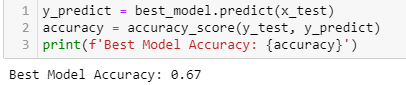 1 y_predict = best_model.predict(x_test)
2 accuracy = accuracy_score(y_test, y_predict)
3 print(f'Best Model Accuracy: {accuracy}')
Best Model Accuracy: 0.67